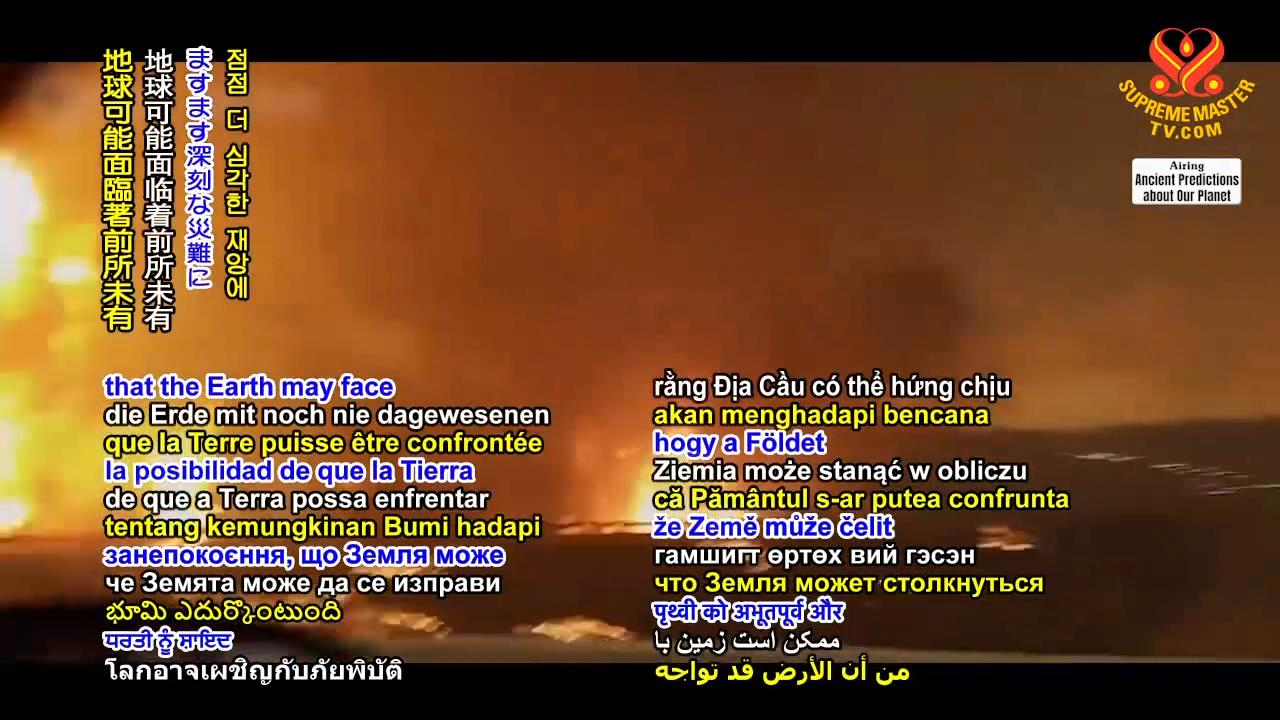 地球可能面臨著前所未有
地球可能面临着前所未有
ますます深刻な災難に
점점 더 심각한 재앙에
SUPREME MASTER
TV.COM
Airing
Ancient Predictions
about Our Planet
that the Earth may face
die Erde mit noch nie dagewesenen
que la Terre puisse être confrontée
la posibilidad de que la Tierra
de que a Terra possa enfrentar
tentang kemungkinan Bumi hadapi
занепокоєння, що Земля може
че Земята може да се изправи
భూమి ఎదుర్కొంటుంది
ਧਰਤੀ ਨੂੰ ਸ਼ਾਇਦ
โลกอาจเผชิญกับภัยพิบัติ
rằng Địa Cầu có thể hứng chịu
akan menghadapi bencana
hogy a Földet
Ziemia może stanąć w obliczu
că Pământul s-ar putea confrunta
že Země může čelit
гамшигт өртөх вий гэсэн
что Земля может столкнуться
पृथ्वी को अभूतपूर्व और
ممکن است زمین با
من أن الأرض قد تواجه